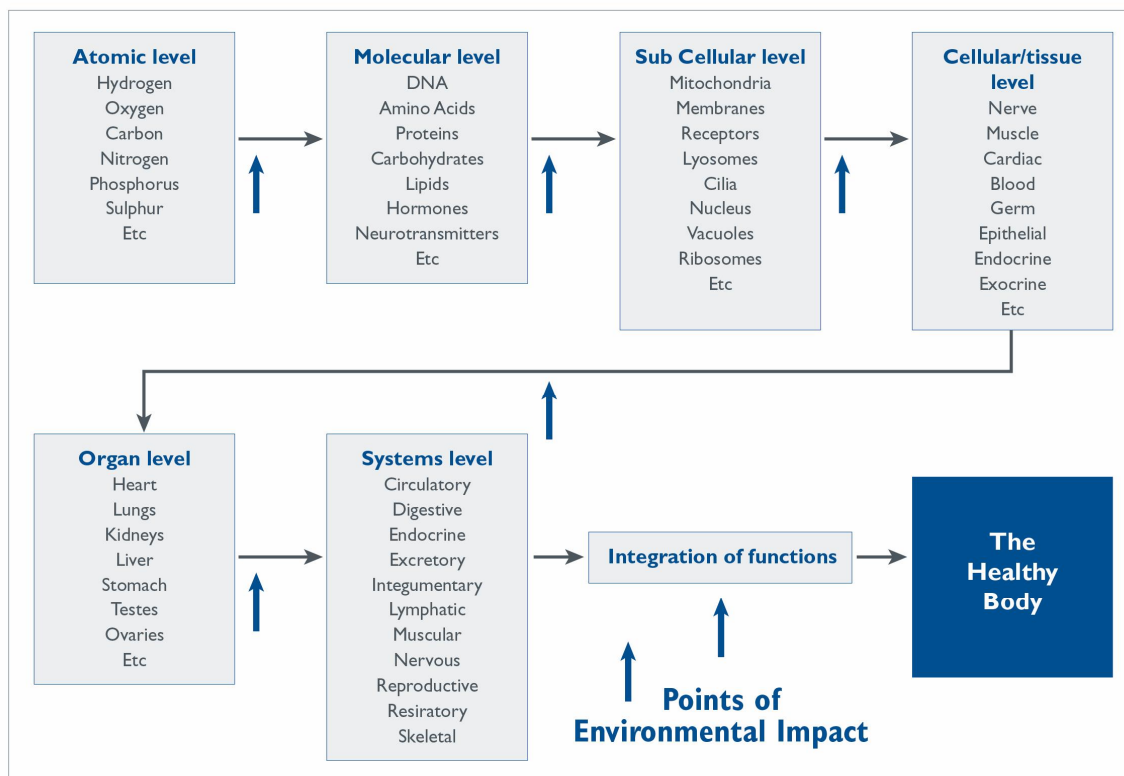 Atomic level
Hydrogen
Oxygen
Carbon
Nitrogen
Phosphorus
Sulphur
Etc
Molecular level
DNA
Amino Acids
Proteins
Carbohydrates
Lipids
Hormones
Neurotransmitters
Etc
Sub Cellular level
Mitochondria
Membranes
Receptors
Lyosomes
Cilia
Nucleus
Vacuoles
Ribosomes
Etc
Cellular/tissue
level
Nerve
Muscle
Cardiac
Blood
Germ
Epithelial
Endocrine
Exocrine
Etc
Organ level
Heart
Lungs
Kidneys
Liver
Stomach
Testes
Ovaries
Etc
Systems level
Circulatory
Digestive
Endocrine
Excretory
Integumentary
Lymphatic
Muscular
Nervous
Reproductive
Resiratory
Skeletal
Integration of functions
The
Healthy
Body
Points of
Environmental Impact